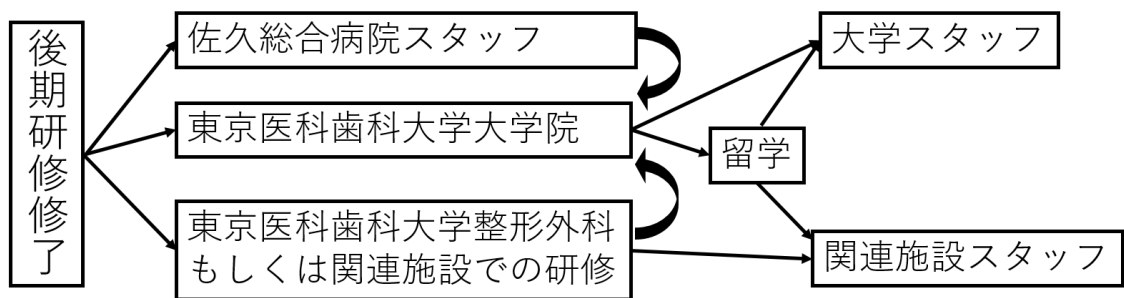 後期研修修了
佐久総合病院スタッフ
東京医科歯科大学大学院
東京医科歯科大学整形外科
もしくは関連施設での研修
留学
大学スタッフ
関連施設スタッフ